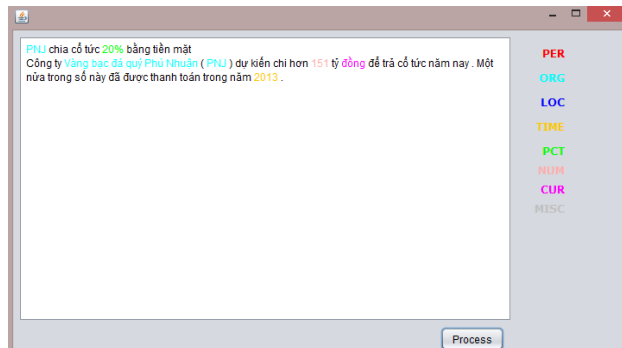 PNJ chia cổ tức 20% bằng tiền mặt
Công ty Vàng bạc đá quý Phú Nhuận ( PNJ ) dự kiến chi hơn 151 tỷ đồng để trả cổ tức năm nay . Một
nửa trong số này đã được thanh toán trong năm 2013 .
PER
ORG
LOC
TIME
PCT
NUM
CUR
MISC
Process